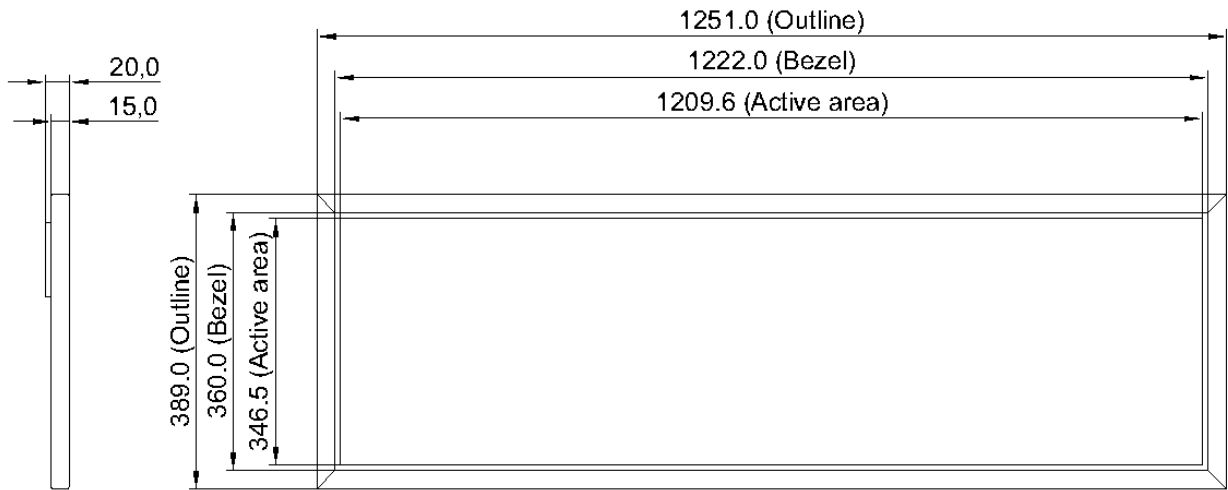 1251.0 (Outline)
1222.0 (Bezel)
1209.6 (Active area)
20,0
15,0
389.0 (Outline)
360.0 (Bezel)
346.5 (Active area)